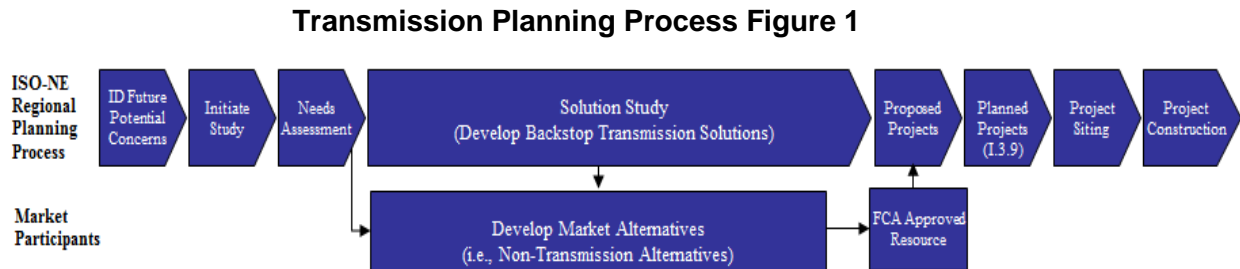 Transmission Planning Process Figure 1
ISO-NE
Regional
Planning
Process
ID Future
Potential
Concerns
Initiate
Study
Needs
Assessment
Solution Study
(Develop Backstop Transmission Solutions)
Proposed
Projects
Planned
Projects
(I.3.9)
Project
Siting
Project
Construction
Market
Participants
Develop Market Alternatives
(i.e., Non-Transmission Alternatives)
FCA Approved
Resource